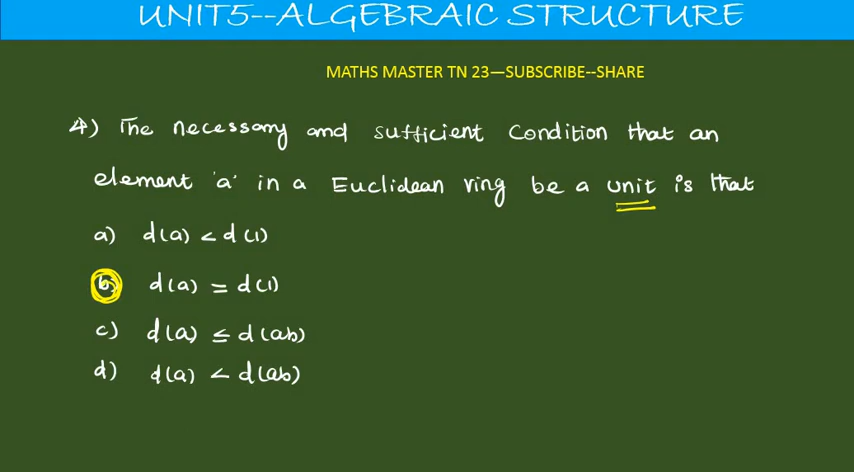 UNIT5--ALGEBRAIC STRUCTURE
MATHS MASTER TN 23—SUBSCRIBE--SHARE
4) The necessary and sufficient Condition that an
element 'a' in a Euclidean ring be a unit is that
a) d(a) < d(1)
b) d(a) = d(1)
c) d(a) ≤ d(ab)
d) d(a) < d(ab)